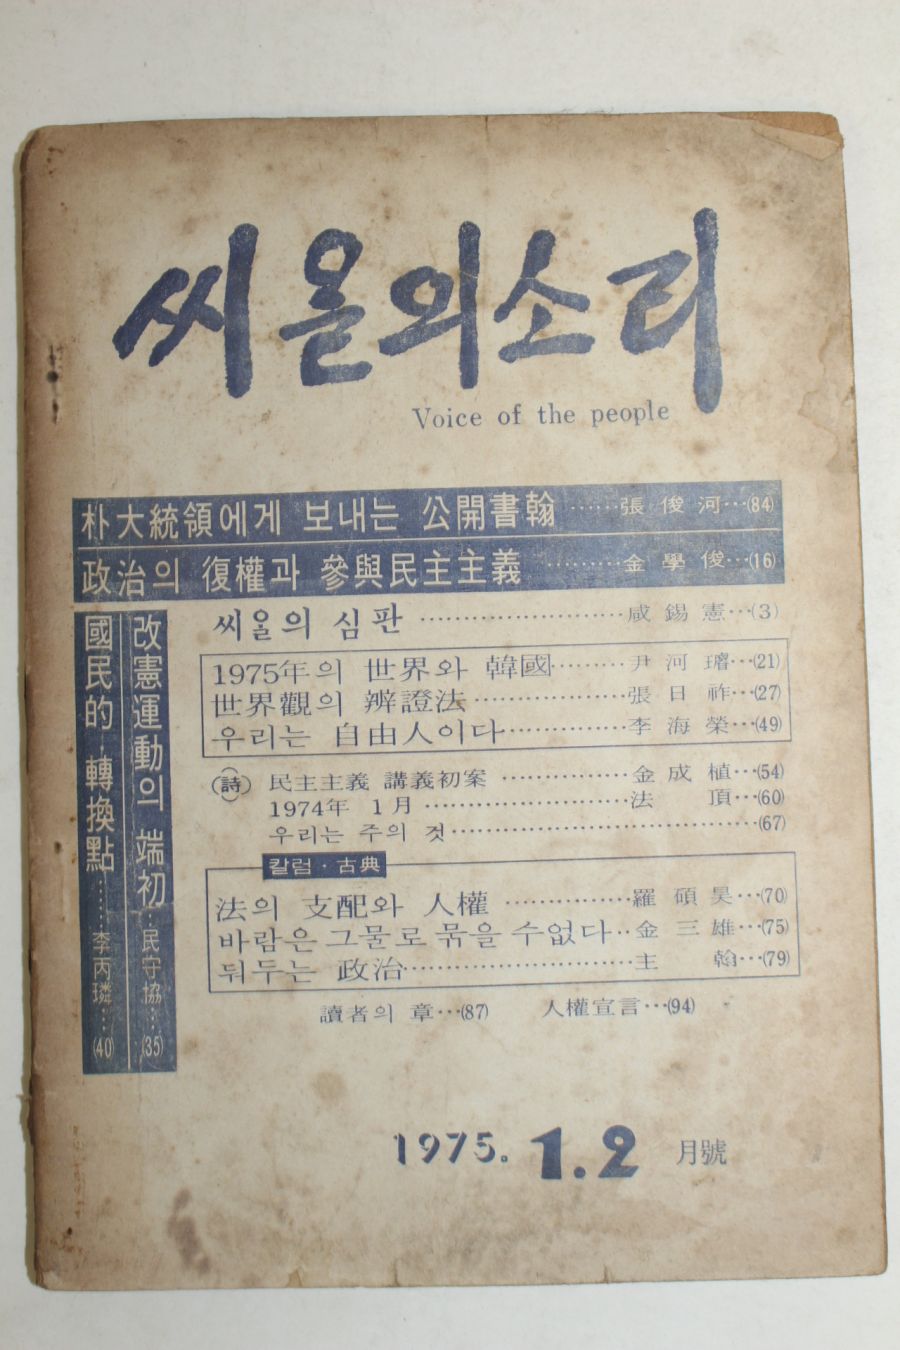 씨올의소리
Voice of the people
朴大統領에게 보내는 公開書翰 ……張俊河…(84)
政治의 復權과 參與民主主義 ………金學俊…(16)
改憲運動의 端初…民守協…(35)
國民的 轉換點……李丙璘…(40)
씨올의 심판 ……………………咸錫憲…(3)
1975年의 世界와 韓國………尹河璿…(21)
世界觀의 辨證法………………張日祚…(27)
우리는 自由人이다……………李海榮…(49)
(詩) 民主主義 講義初案 ……………金成植…(54)
1974年 1月……………………法 頂…(60)
우리는 주의 것…………………………………(67)
칼럼·古典
法의 支配와 人權 ……………羅碩昊…(70)
바람은 그물로 묶을 수없다…金三雄…(75)
뒤두는 政治………………………主 翰…(79)
讀者의 章…(87) 人權宣言…(94)
1975. 1.2 月號